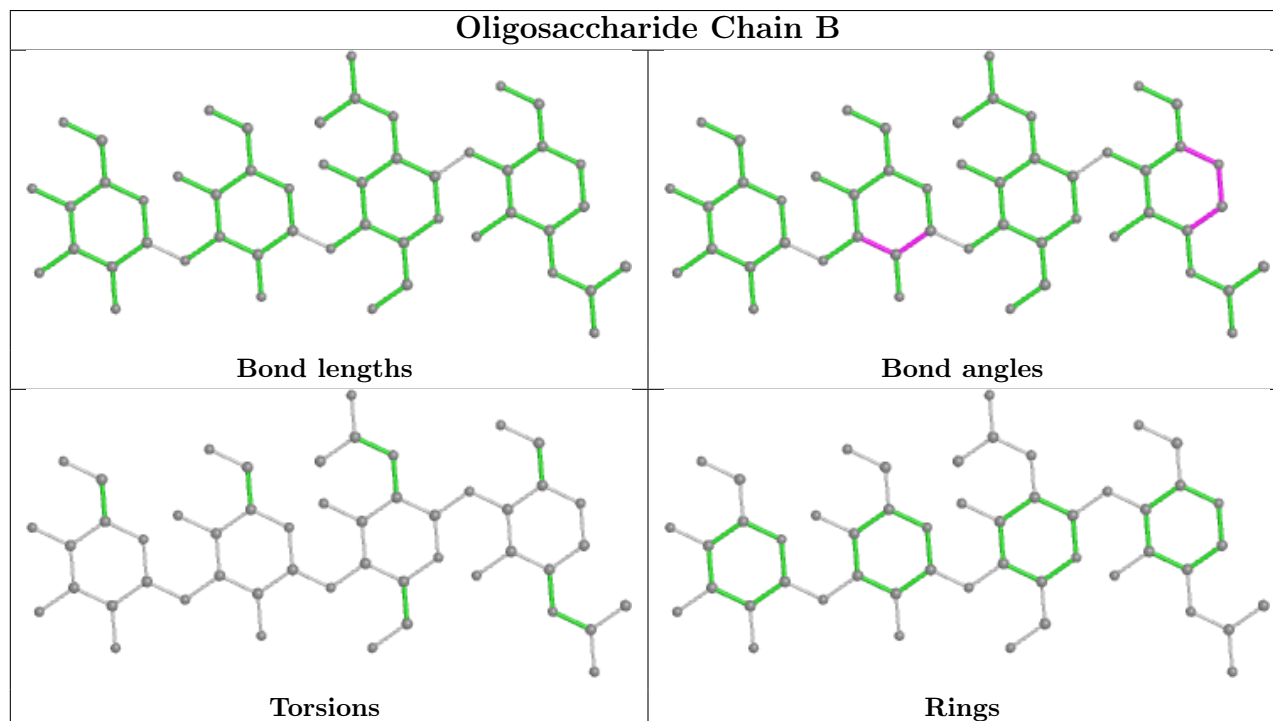 Oligosaccharide Chain B
Bond lengths
Bond angles
Torsions
Rings